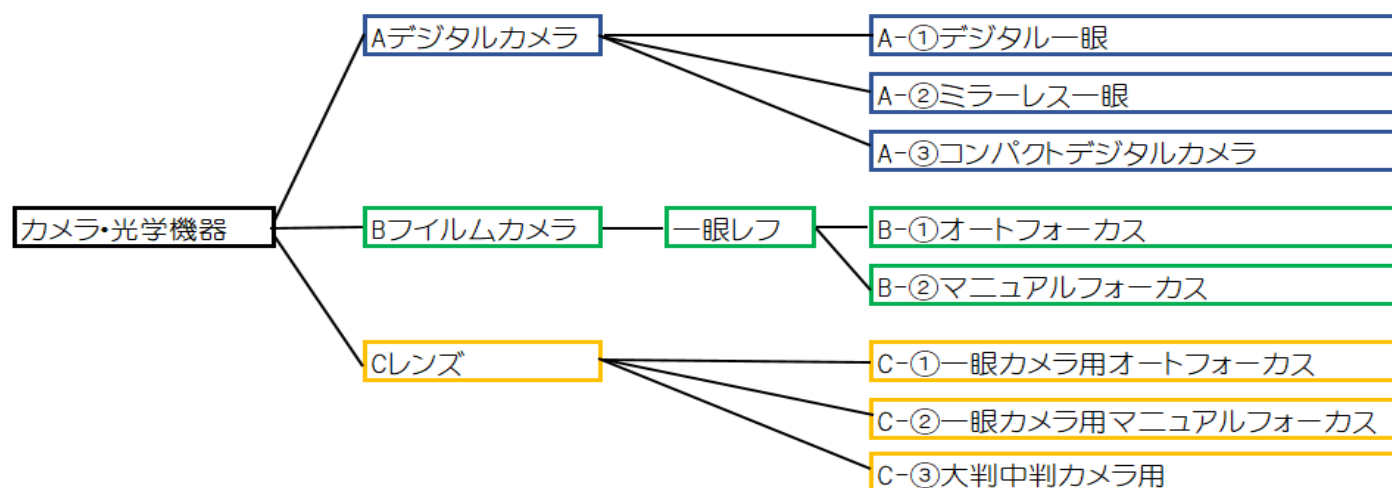 Aデジタルカメラ
A-①デジタル一眼
A-②ミラーレス一眼
A-③コンパクトデジタルカメラ
カメラ・光学機器
Bフイルムカメラ
一眼レフ
B-①オートフォーカス
B-②マニュアルフォーカス
Cレンズ
C-①一眼カメラ用オートフォーカス
C-②一眼カメラ用マニュアルフォーカス
C-③大判中判カメラ用